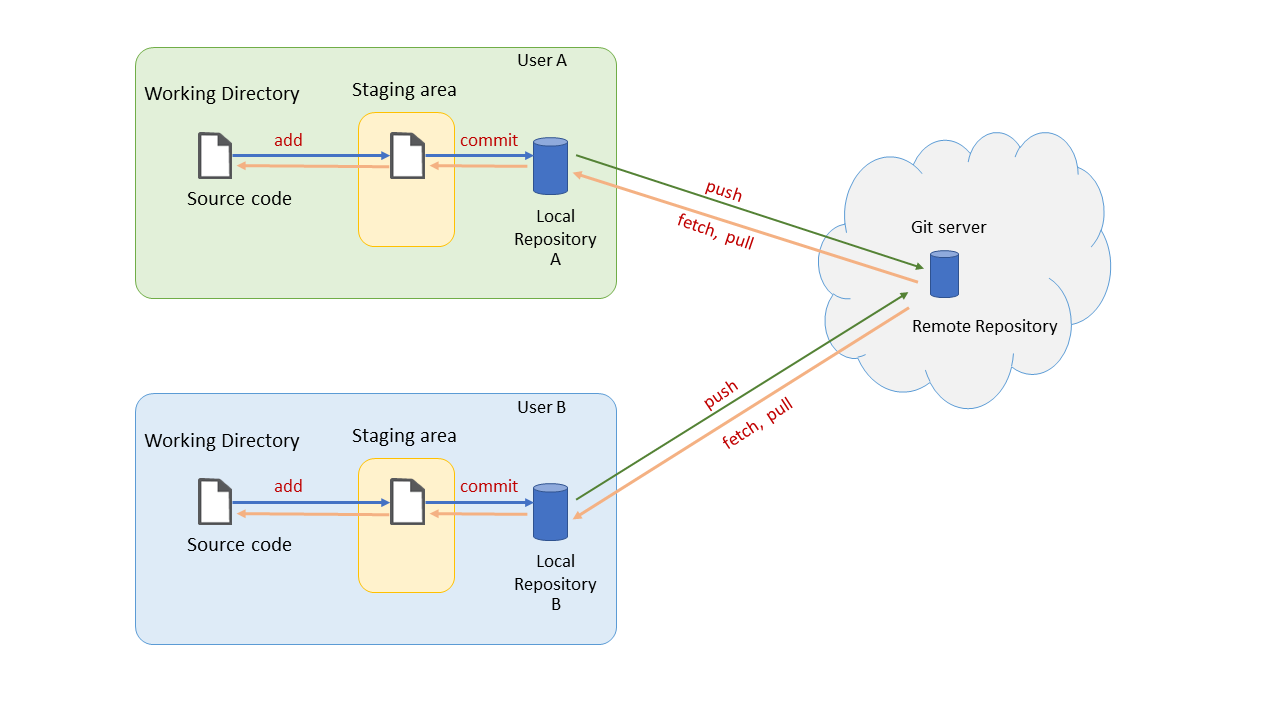 User A
Working Directory
Staging area
add
commit
Source code
Local
Repository
A
push
fetch, pull
Git server
Remote Repository
User B
Working Directory
Staging area
add
commit
Source code
Local
Repository
B
push
fetch, pull